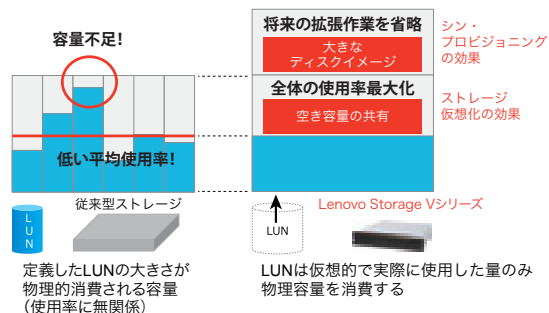 容量不足!
低い平均使用率!
従来型ストレージ
LUN
定義したLUNの大きさが
物理的消費される容量
(使用率に無関係)
将来の拡張作業を省略
大きな
ディスクイメージ
全体の使用率最大化
空き容量の共有
シン・
プロビジョニング
の効果
ストレージ
仮想化の効果
LUN
Lenovo Storage Vシリーズ
LUNは仮想的で実際に使用した量のみ
物理容量を消費する